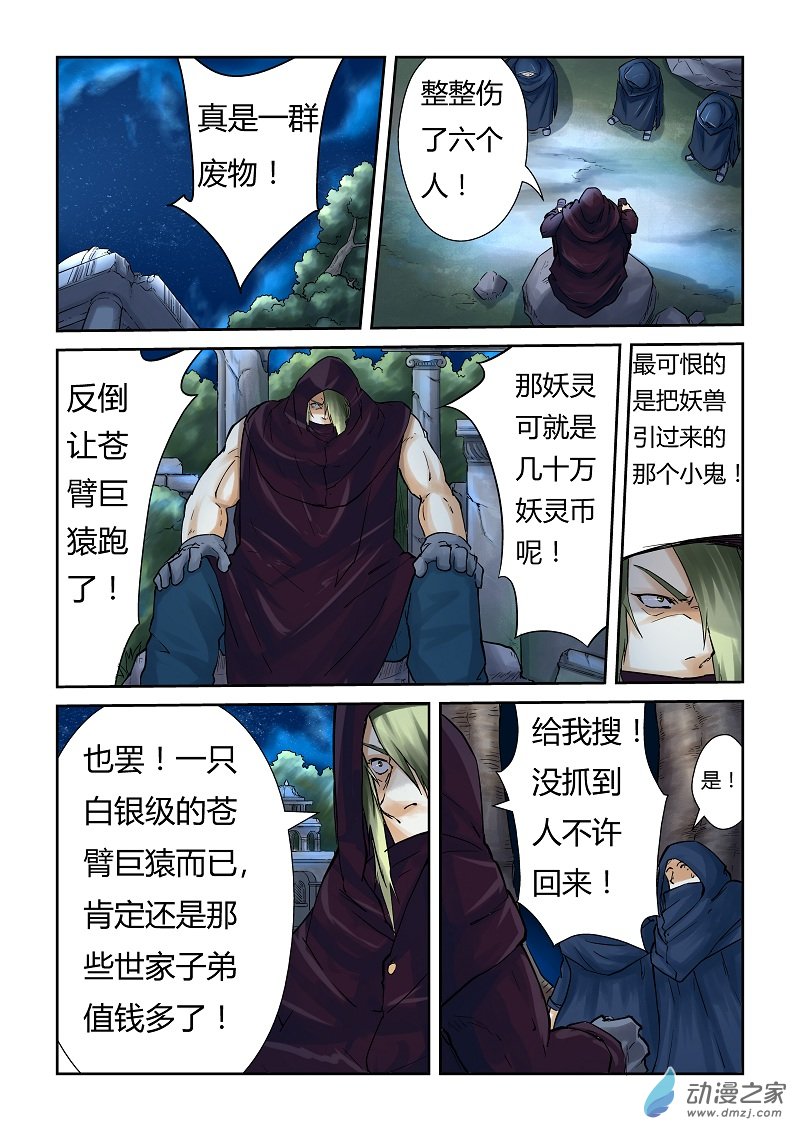 真是一群
废物！
整整伤
了六个
人！
反倒
让苍
臂巨
猿跑
了！
那妖灵
可就是
几十万
妖灵币
呢！
最可恨的
是把妖兽
引过来的
那个小鬼！
也罢！一只
白银级的苍
臂巨猿而已，
肯定还是那
些世家子弟
值钱多了！
给我搜！
没抓到
人不许
回来！
是！
动漫之家
www.dmzj.com